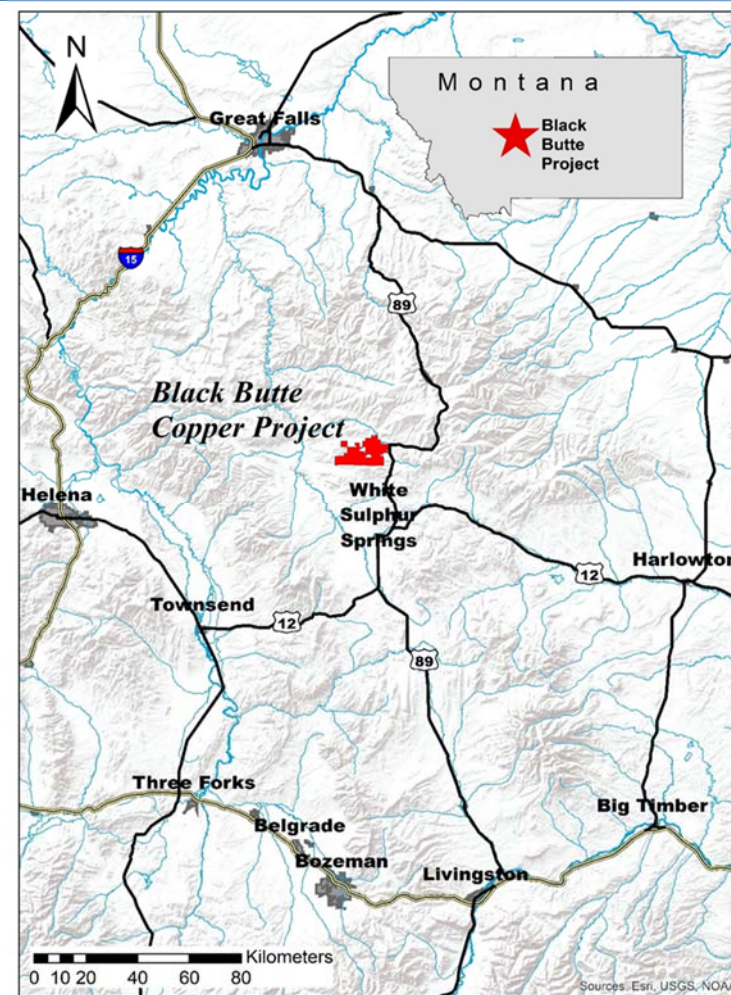 N
Great Falls
Montana
Black
Butte
Project
15
89
Black Butte
Copper Project
White
Sulphur
Springs
Helena
Harlowton
12
Townsend
12
89
Three Forks
Big Timber
Belgrade
Bozeman
Livingston
Kilometers
0 10 20 40 60 80
Sources: Esri, USGS, NOAA